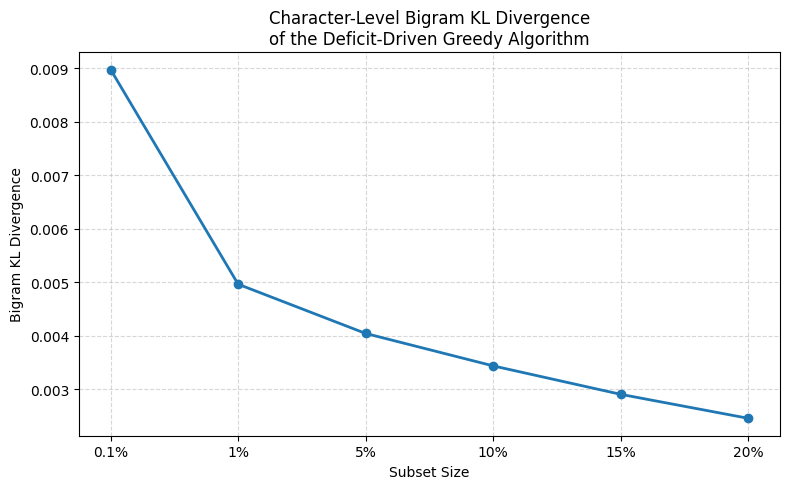 Character-Level Bigram KL Divergence
of the Deficit-Driven Greedy Algorithm
0.009
0.008
0.007
0.006
0.005
0.004
0.003
Bigram KL Divergence
0.1% 1% 5% 10% 15% 20%
Subset Size